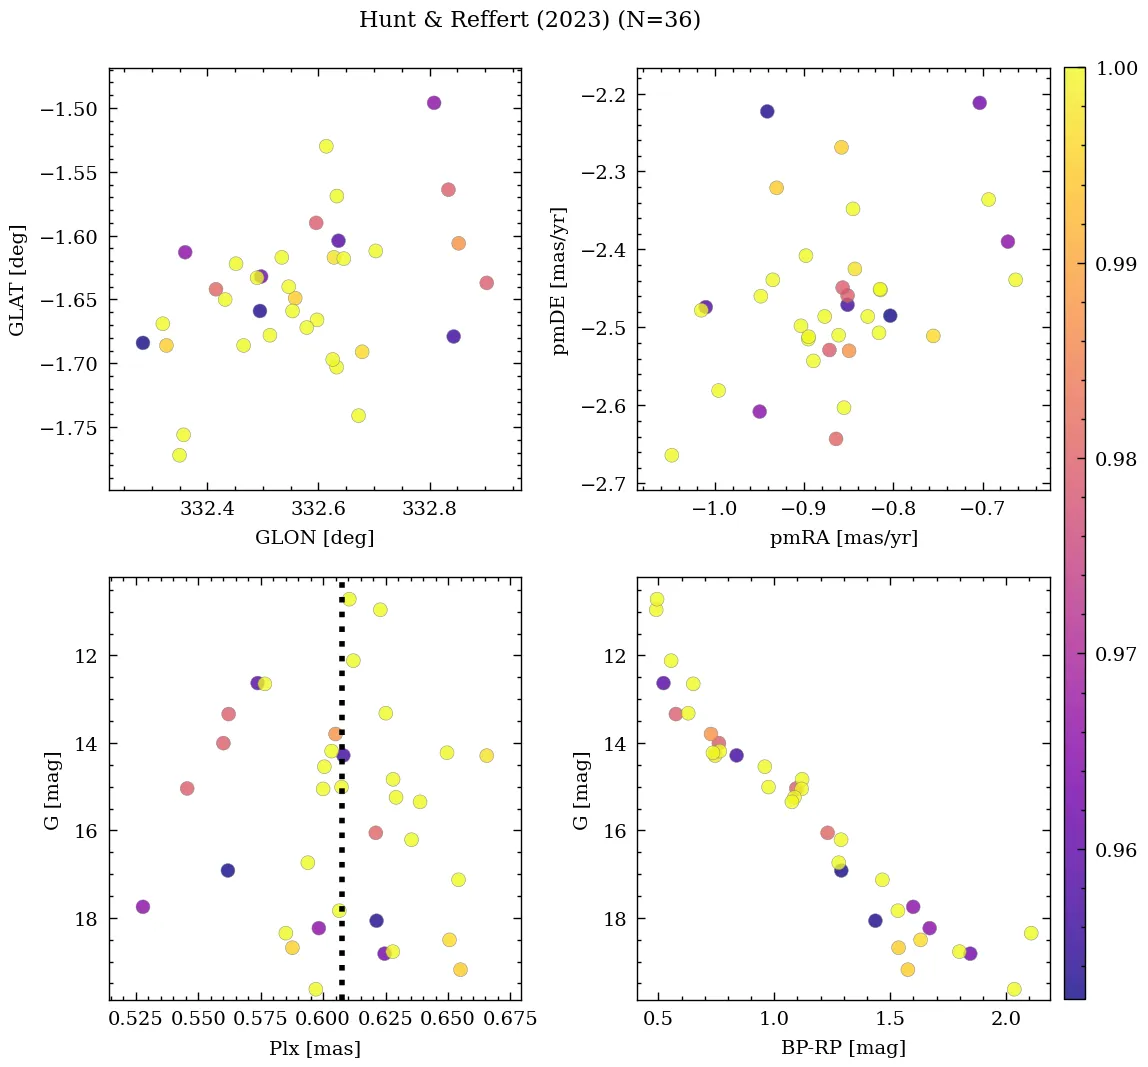 Hunt & Reffert (2023) (N=36)
−1.50
−1.55
−1.60
−1.65
−1.70
−1.75
GLAT [deg]
332.4 332.6 332.8
GLON [deg]
−2.2
−2.3
−2.4
−2.5
−2.6
−2.7
pmDE [mas/yr]
−1.0 −0.9 −0.8 −0.7
pmRA [mas/yr]
1.00
0.99
0.98
0.97
0.96
12
14
16
18
G [mag]
0.525 0.550 0.575 0.600 0.625 0.650 0.675
Plx [mas]
12
14
16
18
G [mag]
0.5 1.0 1.5 2.0
BP-RP [mag]